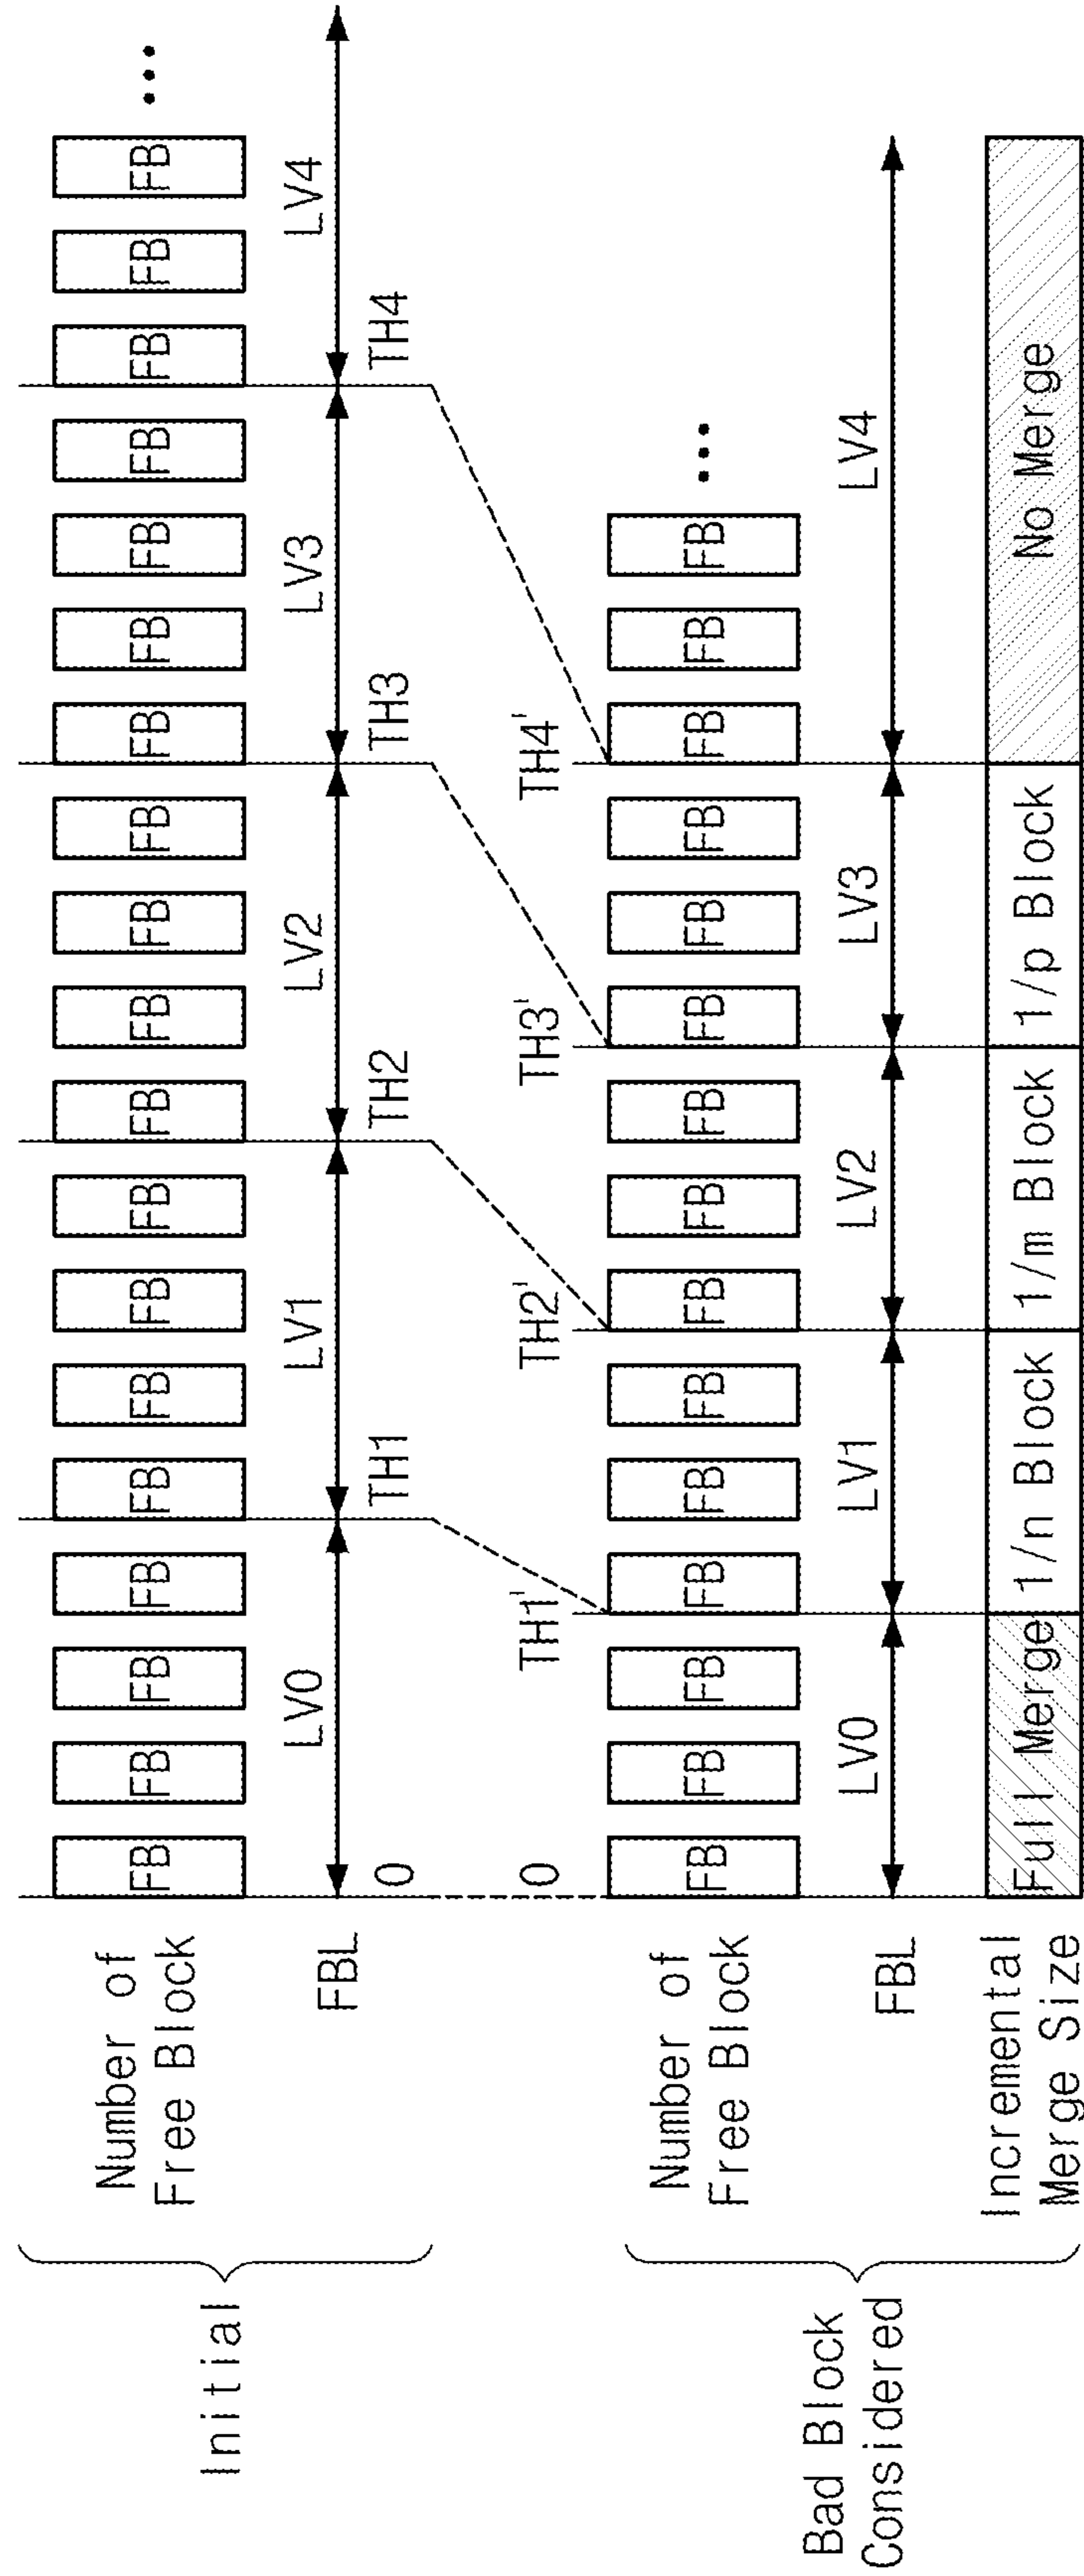 Initial
Number of
Free Block
FB FB FB FB FB FB FB FB FB FB FB FB FB FB FB FB FB FB FB ...
FBL
LV0 LV1 LV2 LV3 LV4
0 TH1 TH2 TH3 TH4
Bad Block
Considered
0 TH1' TH2' TH3' TH4'
Number of
Free Block
FB FB FB FB FB FB FB FB FB FB FB FB FB FB FB ...
FBL
LV0 LV1 LV2 LV3 LV4
Incremental
Merge Size
Full Merge 1/n Block 1/m Block 1/p Block No Merge